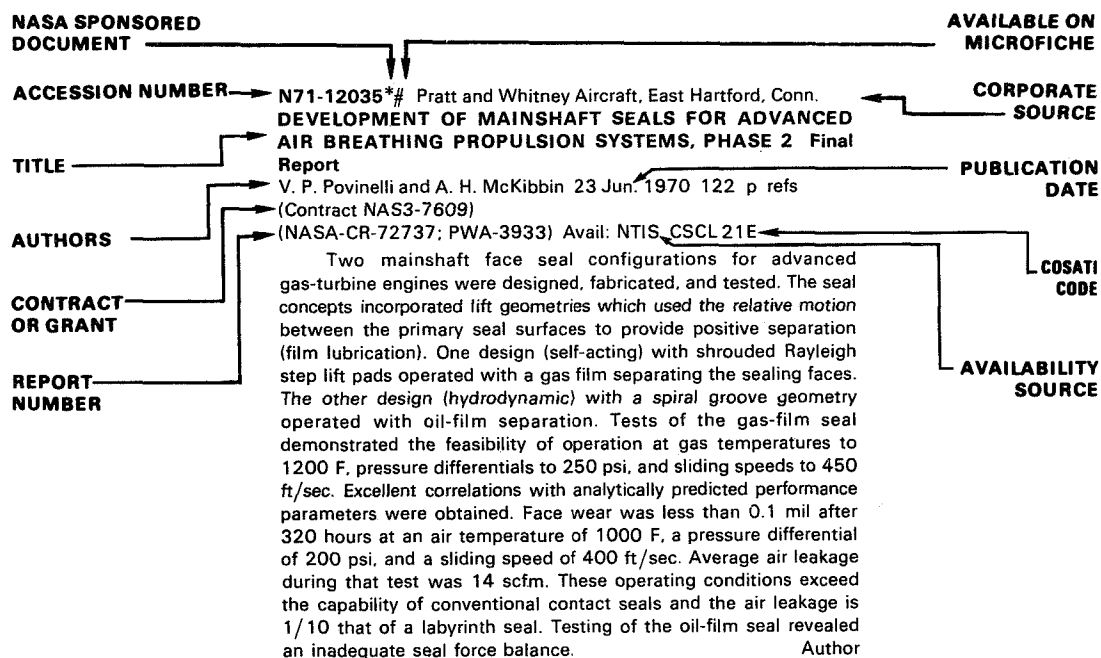 NASA SPONSORED
DOCUMENT
AVAILABLE ON
MICROFICHE
ACCESSION NUMBER
CORPORATE
SOURCE
TITLE
PUBLICATION
DATE
AUTHORS
CONTRACT
OR GRANT
COSATI
CODE
REPORT
NUMBER
AVAILABILITY
SOURCE
N71-12035*# Pratt and Whitney Aircraft, East Hartford, Conn.
DEVELOPMENT OF MAINSHAFT SEALS FOR ADVANCED
AIR BREATHING PROPULSION SYSTEMS, PHASE 2 Final
Report
V. P. Povinelli and A. H. McKibbin 23 Jun. 1970 122 p refs
(Contract NAS3-7609)
(NASA-CR-72737; PWA-3933) Avail: NTIS CSCL 21E
Two mainshaft face seal configurations for advanced
gas-turbine engines were designed, fabricated, and tested. The seal
concepts incorporated lift geometries which used the relative motion
between the primary seal surfaces to provide positive separation
(film lubrication). One design (self-acting) with shrouded Rayleigh
step lift pads operated with a gas film separating the sealing faces.
The other design (hydrodynamic) with a spiral groove geometry
operated with oil-film separation. Tests of the gas-film seal
demonstrated the feasibility of operation at gas temperatures to
1200 F, pressure differentials to 250 psi, and sliding speeds to 450
ft/sec. Excellent correlations with analytically predicted performance
parameters were obtained. Face wear was less than 0.1 mil after
320 hours at an air temperature of 1000 F, a pressure differential
of 200 psi, and a sliding speed of 400 ft/sec. Average air leakage
during that test was 14 scfm. These operating conditions exceed
the capability of conventional contact seals and the air leakage is
1/10 that of a labyrinth seal. Testing of the oil-film seal revealed
an inadequate seal force balance. Author